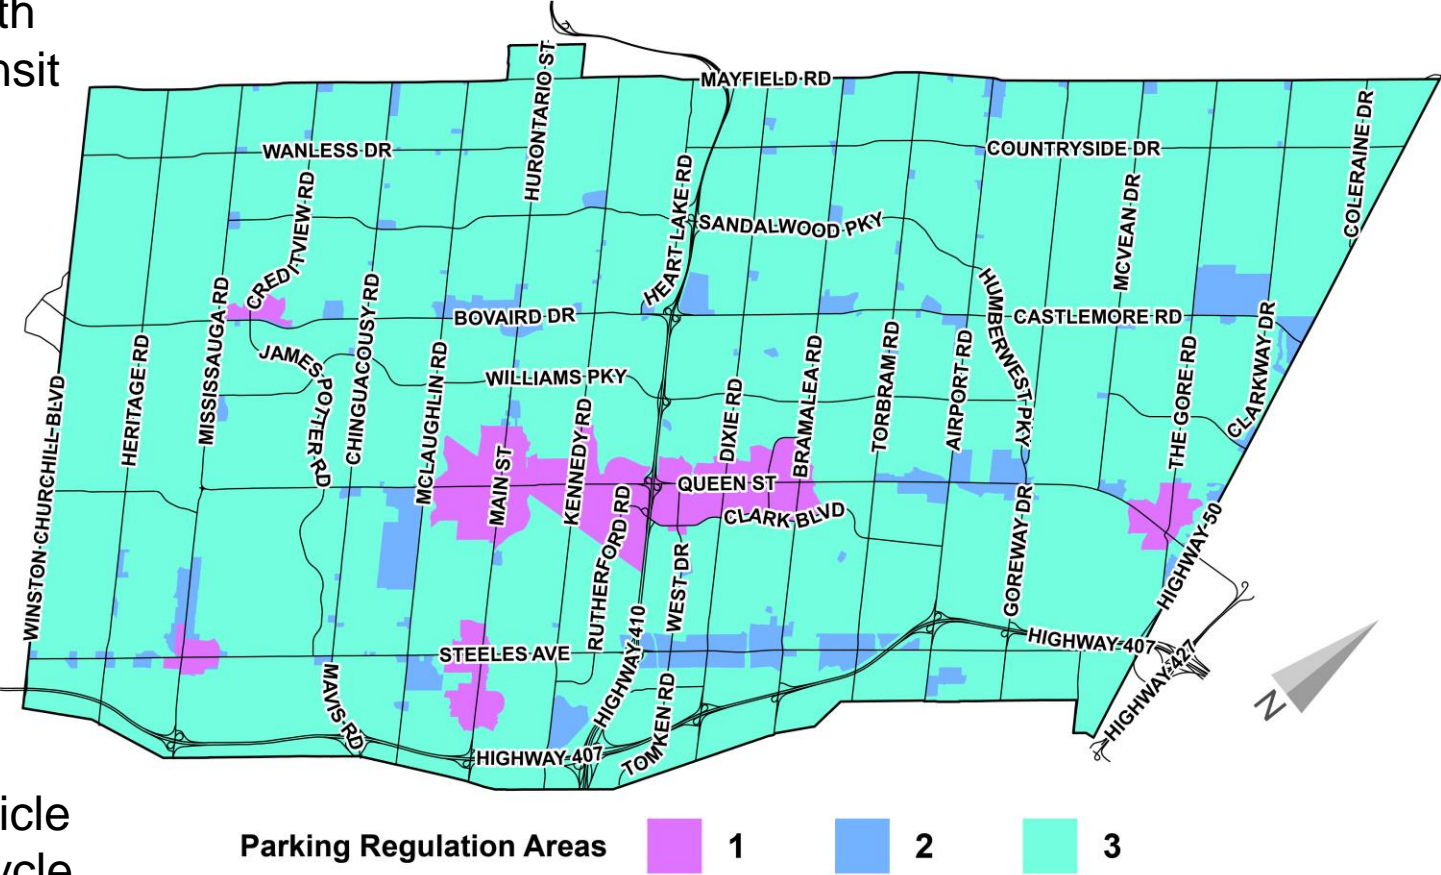 th
nsit
MAYFIELD RD
HURONTARIO ST
WANLESS DR
COUNTRYSIDE DR
COLERAINE DR
CREDITVIEW RD
HEART LAKE RD
SANDALWOOD PKY
MCVEAN DR
MISSISSAUGA RD
CHINGUACOUSY RD
BOVAIRD DR
HUMBERWEST PKY
CASTLEMORE RD
CLARKWAY DR
HERITAGE RD
JAMES POTTER RD
MCLAUGHLIN RD
WILLIAMS PKY
KENNEDY RD
DIXIE RD
BRAMALEA RD
TORBRAM RD
AIRPORT RD
THE GORE RD
WINSTON CHURCHILL BLVD
MAIN ST
QUEEN ST
CLARK BLVD
RUTHERFORD RD
WEST DR
GOREWAY DR
HIGHWAY 50
STEELES AVE
HIGHWAY 410
HIGHWAY 407
HIGHWAY 427
MAVIS RD
TOMKEN RD
HIGHWAY 407
N
icle
ycle
Parking Regulation Areas 1 2 3